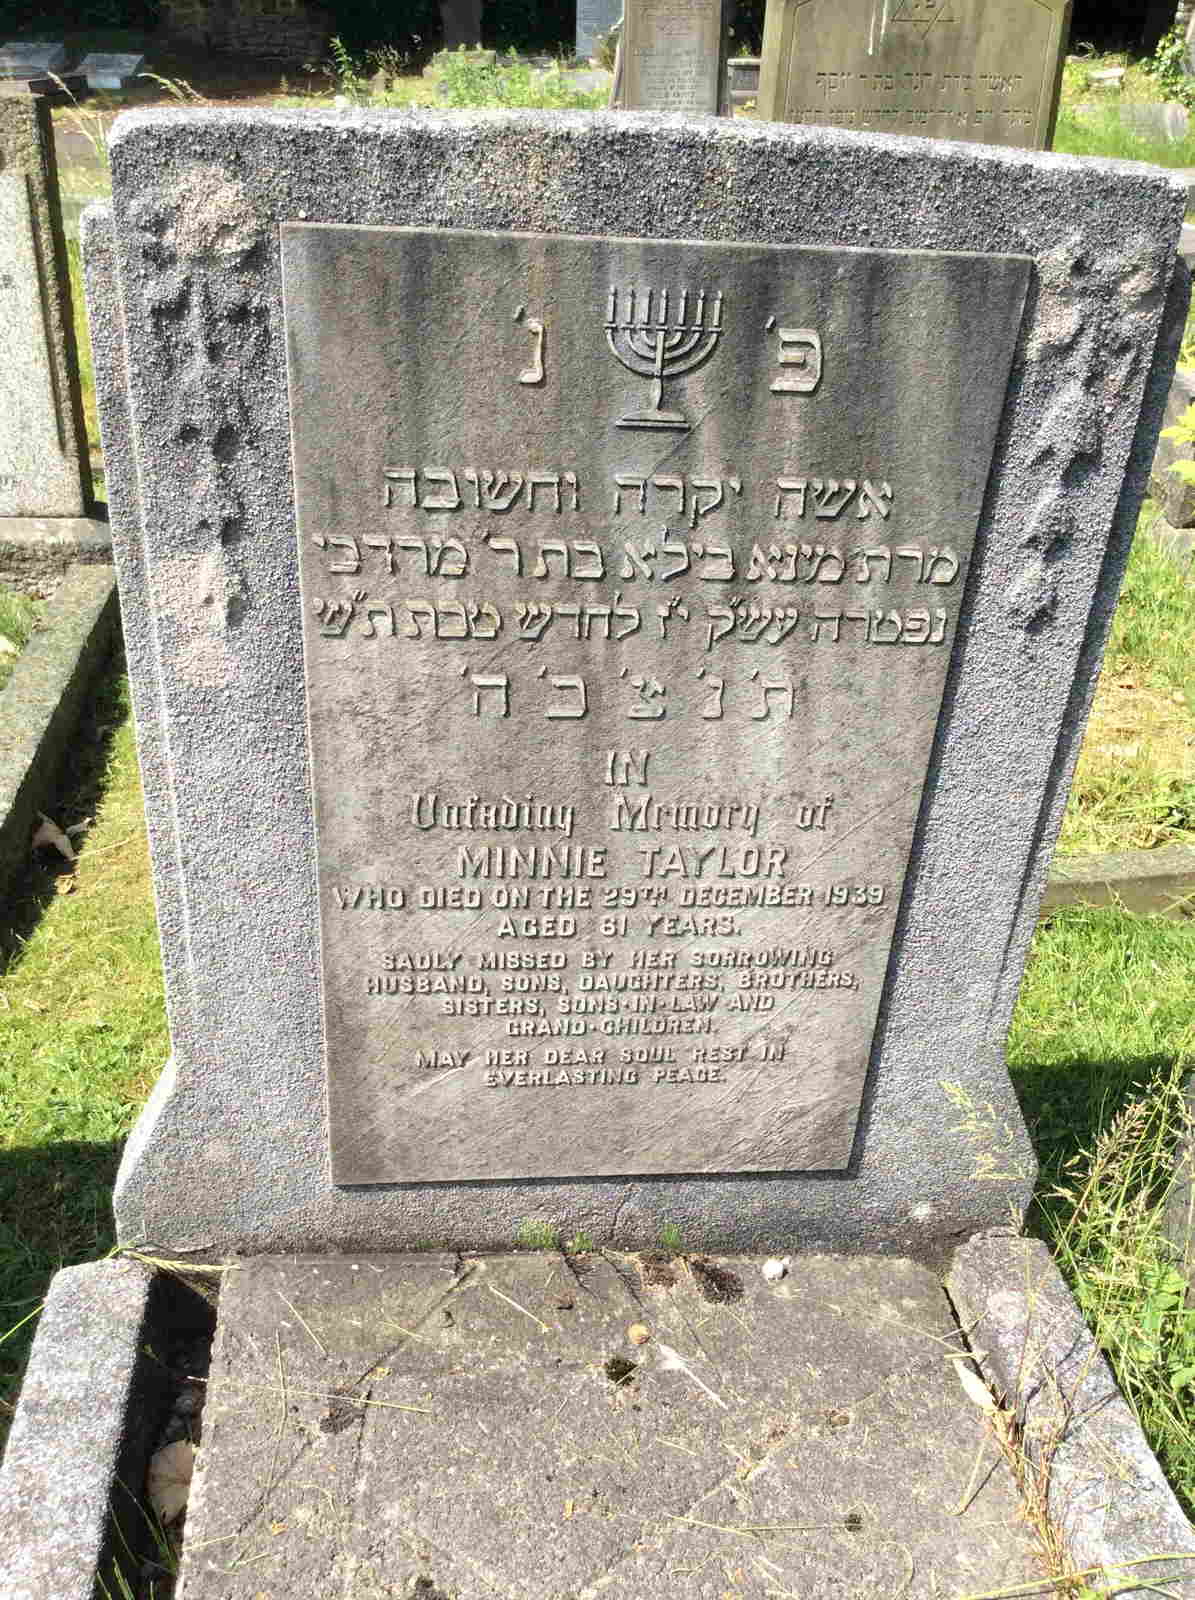 פ' נ'
אשה יקרה וחשובה
מרת מינא בילא בת ר' מרדכי
נפטרה עש"ק י"ז לחדש טבת ת"ש
ת' נ' צ' ב' ה'
IN
Unfading Memory of
MINNIE TAYLOR
WHO DIED ON THE 29TH DECEMBER 1939
AGED 61 YEARS.
SADLY MISSED BY HER SORROWING
HUSBAND, SONS, DAUGHTERS, BROTHERS,
SISTERS, SONS-IN-LAW AND
GRAND-CHILDREN.
MAY HER DEAR SOUL REST IN
EVERLASTING PEACE.